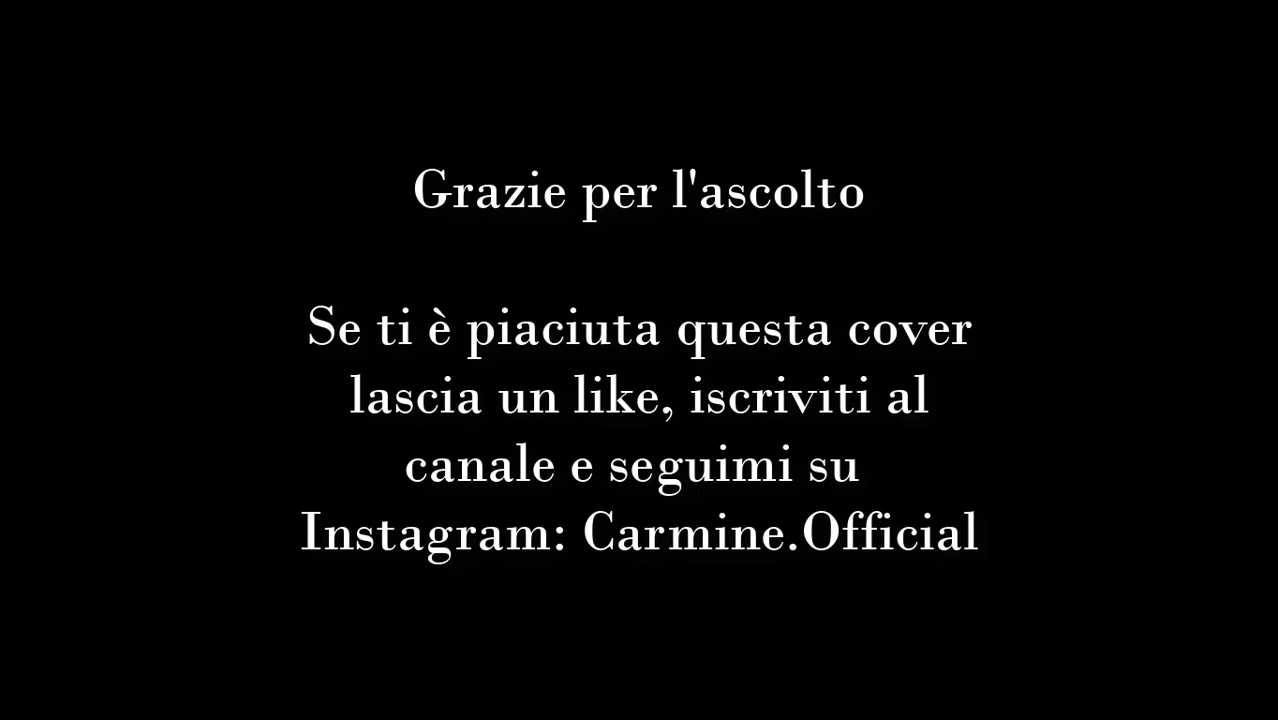 Grazie per l'ascolto
Se ti è piaciuta questa cover
lascia un like, iscriviti al
canale e seguimi su
Instagram: Carmine.Official